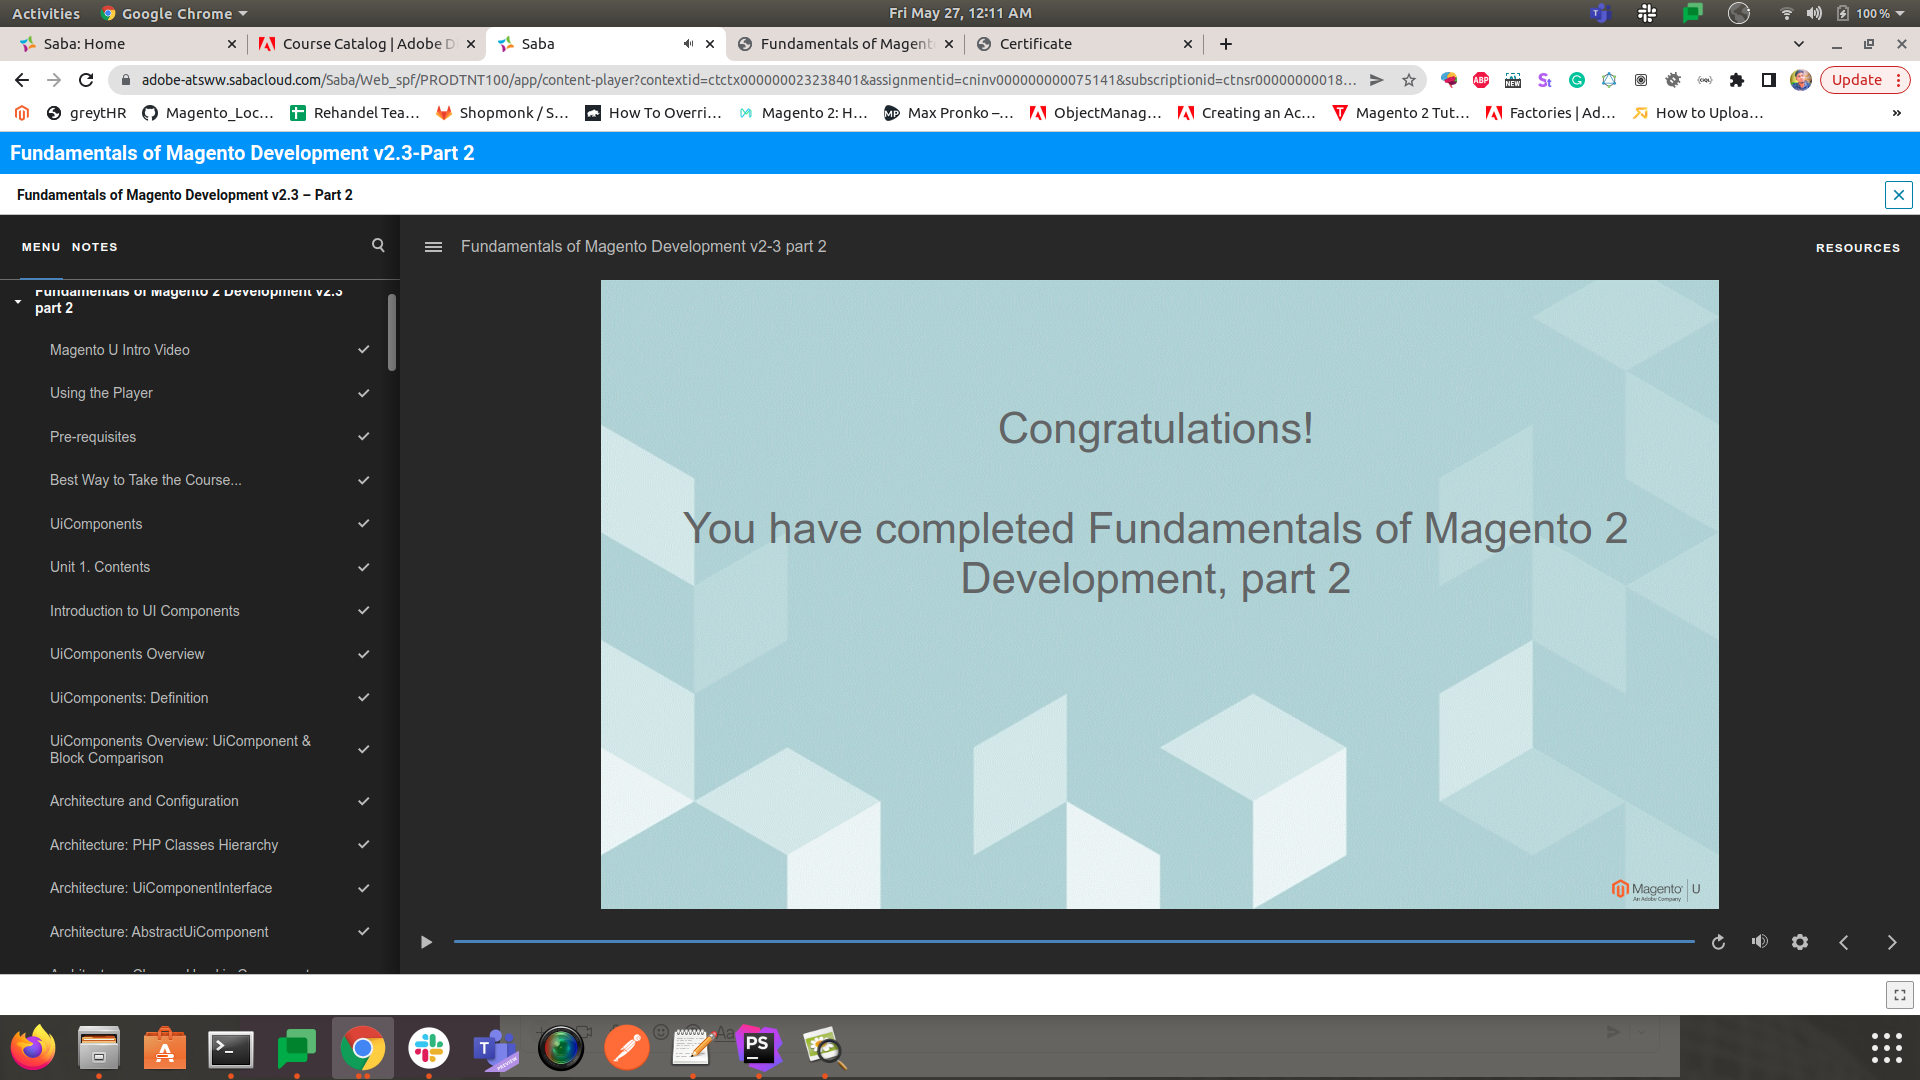 Activities
Google Chrome
Fri May 27, 12:11 AM
100 %
Saba: Home
Course Catalog | Adobe D
Saba
Fundamentals of Magent
Certificate
adobe-atsww.sabacloud.com/Saba/Web_spf/PRODTNT100/app/content-player?contextid=ctctx000000023238401&assignmentid=cninv000000000075141&subscriptionid=ctnsr00000000018...
ABP
NEW
St
Update
greytHR
Magento_Loc...
Rehandel Tea...
Shopmonk / S...
How To Overri...
Magento 2: H...
MP
Max Pronko –...
ObjectManag...
Creating an Ac...
Magento 2 Tut...
Factories | Ad...
How to Uploa...
Fundamentals of Magento Development v2.3-Part 2
Fundamentals of Magento Development v2.3 – Part 2
MENU
NOTES
Fundamentals of Magento Development v2-3 part 2
RESOURCES
Fundamentals of Magento 2 Development v2.3
part 2
Magento U Intro Video
Using the Player
Pre-requisites
Best Way to Take the Course...
UiComponents
Unit 1. Contents
Introduction to UI Components
UiComponents Overview
UiComponents: Definition
UiComponents Overview: UiComponent &
Block Comparison
Architecture and Configuration
Architecture: PHP Classes Hierarchy
Architecture: UiComponentInterface
Architecture: AbstractUiComponent
Congratulations!
You have completed Fundamentals of Magento 2
Development, part 2
Magento | U
An Adobe Company
PS